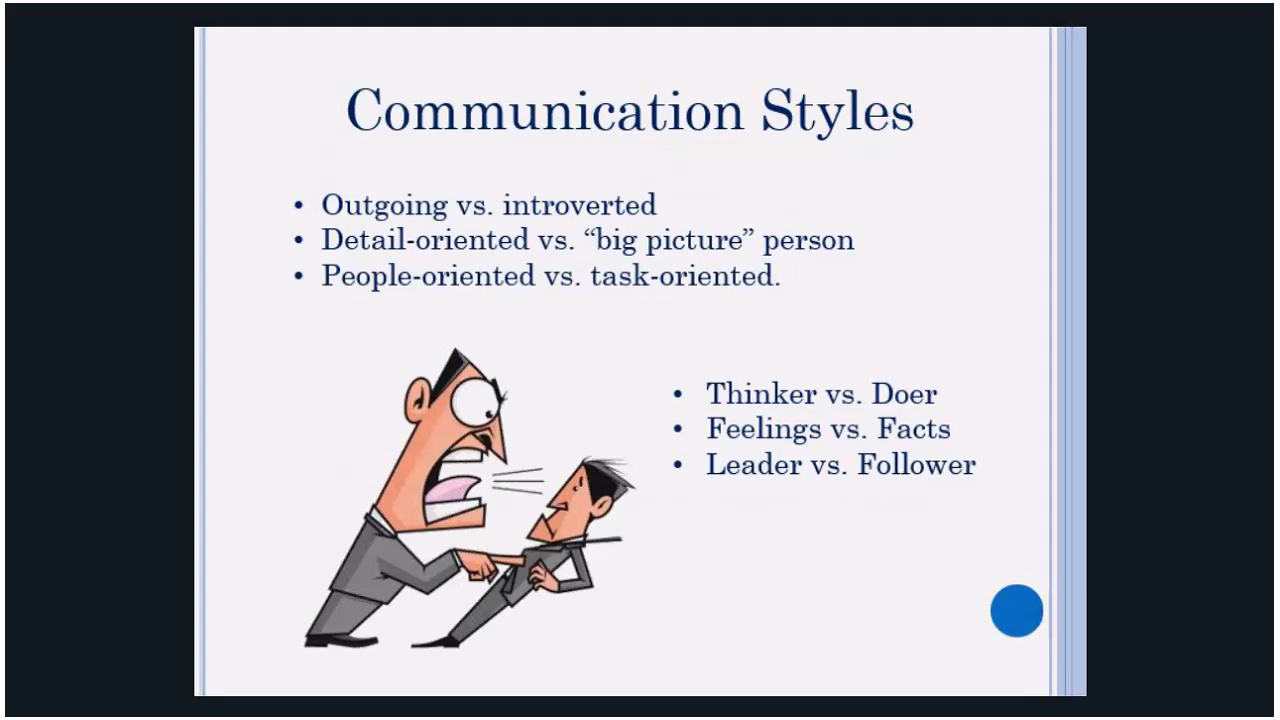 Communication Styles
• Outgoing vs. introverted
• Detail-oriented vs. “big picture” person
• People-oriented vs. task-oriented.
• Thinker vs. Doer
• Feelings vs. Facts
• Leader vs. Follower